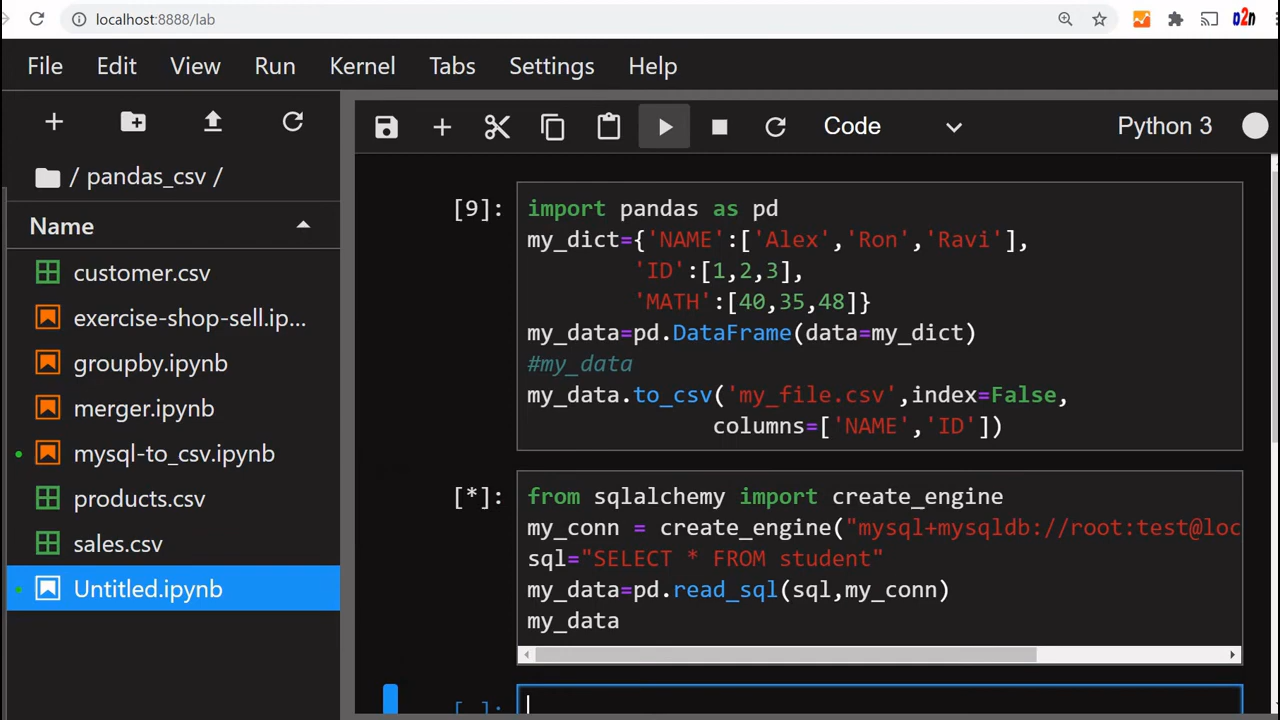 localhost:8888/lab
o2n
File Edit View Run Kernel Tabs Settings Help
Code Python 3
/ pandas_csv /
Name
customer.csv
exercise-shop-sell.ip...
groupby.ipynb
merger.ipynb
mysql-to_csv.ipynb
products.csv
sales.csv
Untitled.ipynb
[9]: import pandas as pd
my_dict={'NAME':['Alex','Ron','Ravi'],
'ID':[1,2,3],
'MATH':[40,35,48]}
my_data=pd.DataFrame(data=my_dict)
#my_data
my_data.to_csv('my_file.csv',index=False,
columns=['NAME','ID'])
[*]: from sqlalchemy import create_engine
my_conn = create_engine("mysql+mysqldb://root:test@loc
sql="SELECT * FROM student"
my_data=pd.read_sql(sql,my_conn)
my_data
[ ]: